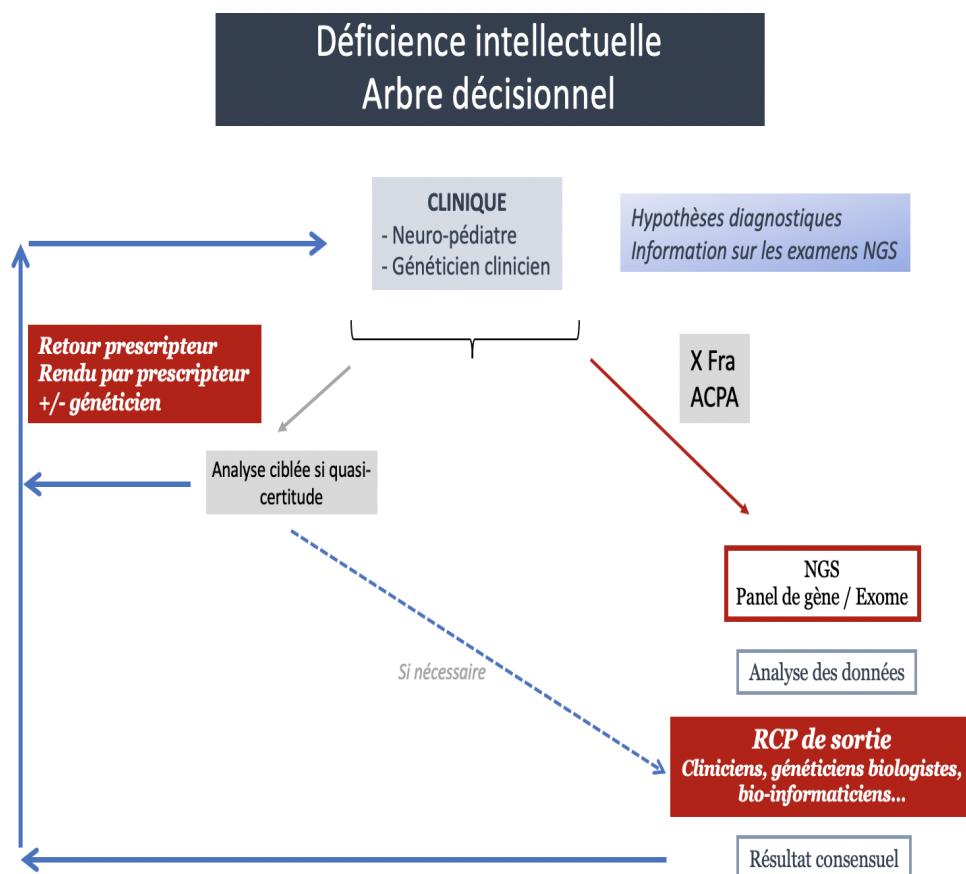 Déficience intellectuelle
Arbre décisionnel
CLINIQUE
- Neuro-pédiatre
- Généticien clinicien
Hypothèses diagnostiques
Information sur les examens NGS
Retour prescripteur
Rendu par prescripteur
+/- généticien
X Fra
ACPA
Analyse ciblée si quasi-
certitude
NGS
Panel de gène / Exome
Si nécessaire
Analyse des données
RCP de sortie
Cliniciens, généticiens biologistes,
bio-informaticiens...
Résultat consensuel